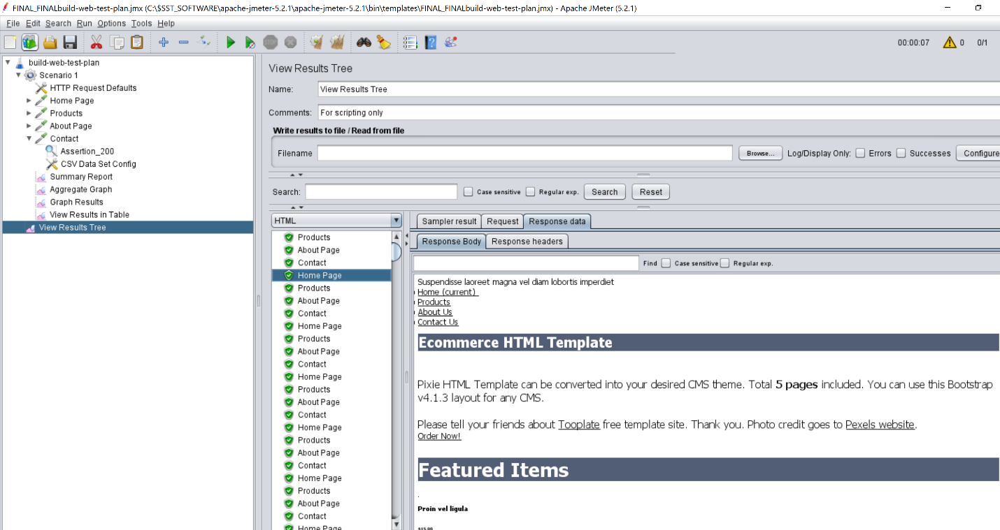 FINAL_FINALbuild-web-test-plan.jmx (C:\$SST_SOFTWARE\apache-jmeter-5.2.1\apache-jmeter-5.2.1\bin\templates\FINAL_FINALbuild-web-test-plan.jmx) - Apache JMeter (5.2.1)
File Edit Search Run Options Tools Help
STOP 00:00:07 0 0/1
build-web-test-plan
Scenario 1
HTTP Request Defaults
Home Page
Products
About Page
Contact
Assertion_200
CSV Data Set Config
Summary Report
Aggregate Graph
Graph Results
View Results in Table
View Results Tree
View Results Tree
Name: View Results Tree
Comments: For scripting only
Write results to file / Read from file
Filename Browse... Log/Display Only: Errors Successes Configure
Search: Case sensitive Regular exp. Search Reset
HTML
Products
About Page
Contact
Home Page
Products
About Page
Contact
Home Page
Products
About Page
Contact
Home Page
Products
About Page
Contact
Home Page
Products
About Page
Contact
Home Page
Products
About Page
Contact
Home Page
Sampler result Request Response data
Response Body Response headers
Find Case sensitive Regular exp.
Suspendisse laoreet magna vel diam lobortis imperdiet
Home (current)
Products
About Us
Contact Us
Ecommerce HTML Template
Pixie HTML Template can be converted into your desired CMS theme. Total 5 pages included. You can use this Bootstrap
v4.1.3 layout for any CMS.
Please tell your friends about Tooplate free template site. Thank you. Photo credit goes to Pexels website.
Order Now!
Featured Items
.
Proin vel ligula